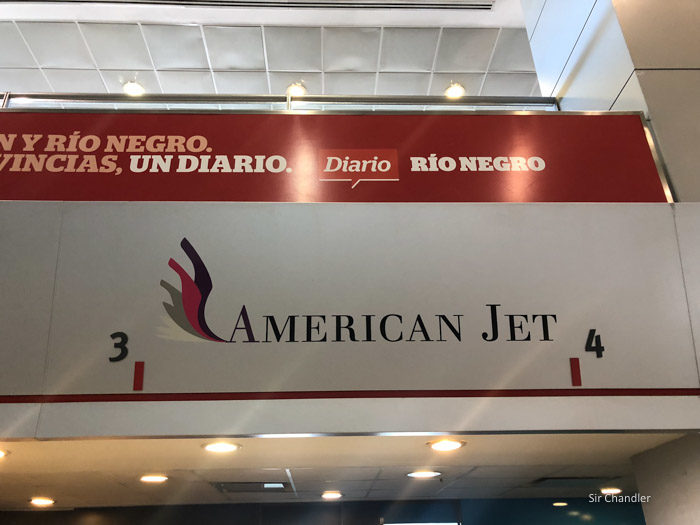 N Y RÍO NEGRO.
VINCIAS, UN DIARIO.
Diario RÍO NEGRO
AMERICAN JET
3
4
Sir Chandler